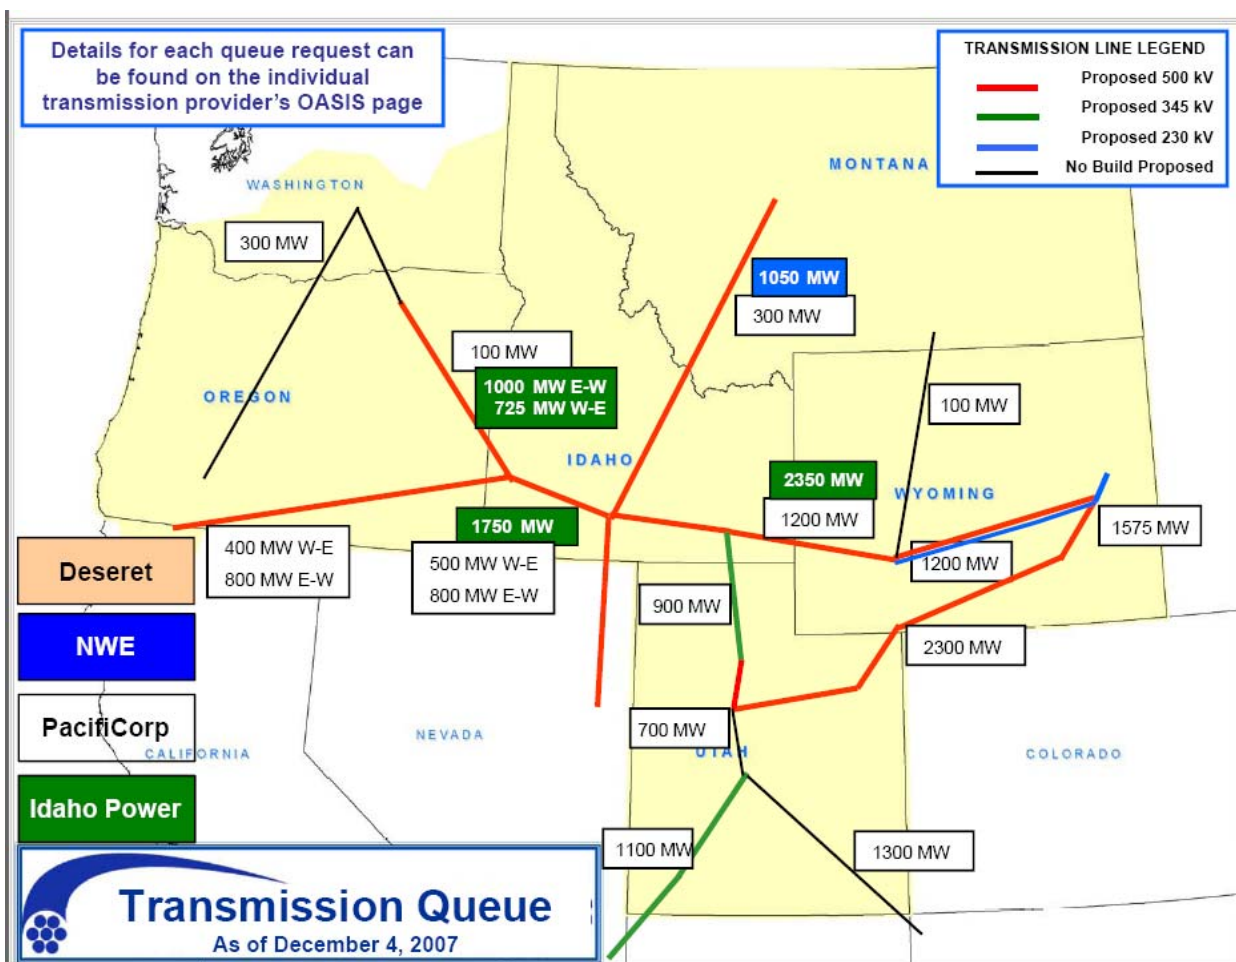 Details for each queue request can
be found on the individual
transmission provider's OASIS page
TRANSMISSION LINE LEGEND
Proposed 500 kV
Proposed 345 kV
Proposed 230 kV
No Build Proposed
MONTANA
WASHINGTON
300 MW
1050 MW
300 MW
100 MW
1000 MW E-W
725 MW W-E
OREGON
100 MW
IDAHO
2350 MW
WYOMING
1200 MW
1750 MW
1575 MW
400 MW W-E
800 MW E-W
500 MW W-E
800 MW E-W
1200 MW
Deseret
900 MW
NWE
2300 MW
PacifiCorp
700 MW
CALIFORNIA
NEVADA
UTAH
COLORADO
Idaho Power
1100 MW
1300 MW
Transmission Queue
As of December 4, 2007